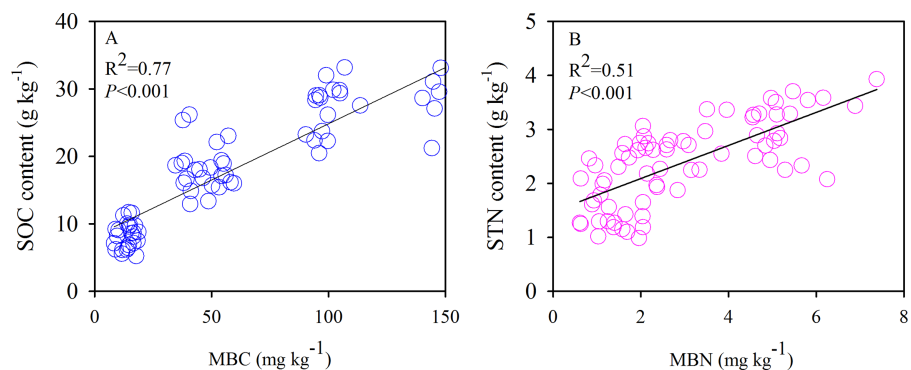 A
R²=0.77
P<0.001
SOC content (g kg⁻¹)
40
30
20
10
0
0 50 100 150
MBC (mg kg⁻¹)
B
R²=0.51
P<0.001
STN content (g kg⁻¹)
5
4
3
2
1
0
0 2 4 6 8
MBN (mg kg⁻¹)